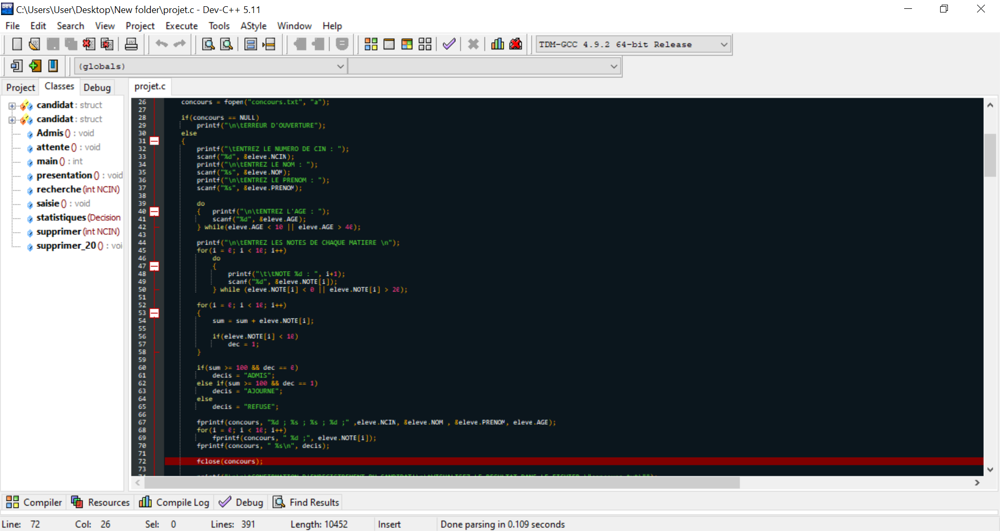 C:\Users\User\Desktop\New folder\projet.c - Dev-C++ 5.11
File Edit Search View Project Execute Tools AStyle Window Help
TDM-GCC 4.9.2 64-bit Release
(globals)
Project Classes Debug
projet.c
candidat : struct
candidat : struct
Admis () : void
attente () : void
main () : int
presentation () : void
recherche (int NCIN)
saisie () : void
statistiques (Decision
supprimer (int NCIN)
supprimer_20 () : voi
26 concours = fopen("concours.txt", "a");
27
28 if(concours == NULL)
29 printf("\n\tERREUR D'OUVERTURE");
30 else
31 {
32 printf("\tENTREZ LE NUMERO DE CIN : ");
33 scanf("%d", &eleve.NCIN);
34 printf("\n\tENTREZ LE NOM : ");
35 scanf("%s", &eleve.NOM);
36 printf("\n\tENTREZ LE PRENOM : ");
37 scanf("%s", &eleve.PRENOM);
38
39 do
40 { printf("\n\tENTREZ L'AGE : ");
41 scanf("%d", &eleve.AGE);
42 } while(eleve.AGE < 10 || eleve.AGE > 40);
43
44 printf("\n\tENTREZ LES NOTES DE CHAQUE MATIERE \n");
45 for(i = 0; i < 10; i++)
46 do
47 {
48 printf("\t\tNOTE %d : ", i+1);
49 scanf("%d", &eleve.NOTE[i]);
50 } while (eleve.NOTE[i] < 0 || eleve.NOTE[i] > 20);
51
52 for(i = 0; i < 10; i++)
53 {
54 sum = sum + eleve.NOTE[i];
55
56 if(eleve.NOTE[i] < 10)
57 dec = 1;
58 }
59
60 if(sum >= 100 && dec == 0)
61 decis = "ADMIS";
62 else if(sum >= 100 && dec == 1)
63 decis = "AJOURNE";
64 else
65 decis = "REFUSE";
66
67 fprintf(concours, "%d ; %s ; %s ; %d ;" ,eleve.NCIN, &eleve.NOM , &eleve.PRENOM, eleve.AGE);
68 for(i = 0; i < 10; i++)
69 fprintf(concours, " %d ;", eleve.NOTE[i]);
70 fprintf(concours, " %s\n", decis);
71
72 fclose(concours);
73
Compiler Resources Compile Log Debug Find Results
Line: 72 Col: 26 Sel: 0 Lines: 391 Length: 10452 Insert Done parsing in 0.109 seconds